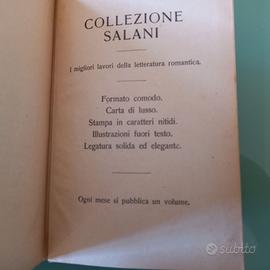 COLLEZIONE
SALANI
I migliori lavori della letteratura romantica.
Formato comodo.
Carta di lusso.
Stampa in caratteri nitidi.
Illustrazioni fuori testo.
Legatura solida ed elegante.
Ogni mese si pubblica un volume.
subito